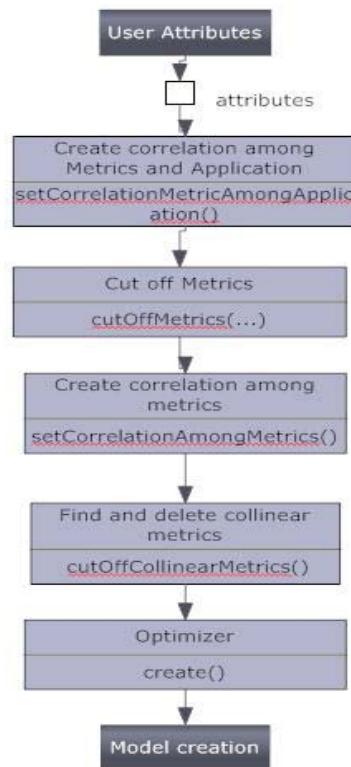 User Attributes
attributes
Create correlation among
Metrics and Application
setCorrelationMetricAmongApplic
ation()
Cut off Metrics
cutOffMetrics(...)
Create correlation among
metrics
setCorrelationAmongMetrics()
Find and delete collinear
metrics
cutOffCollinearMetrics()
Optimizer
create()
Model creation